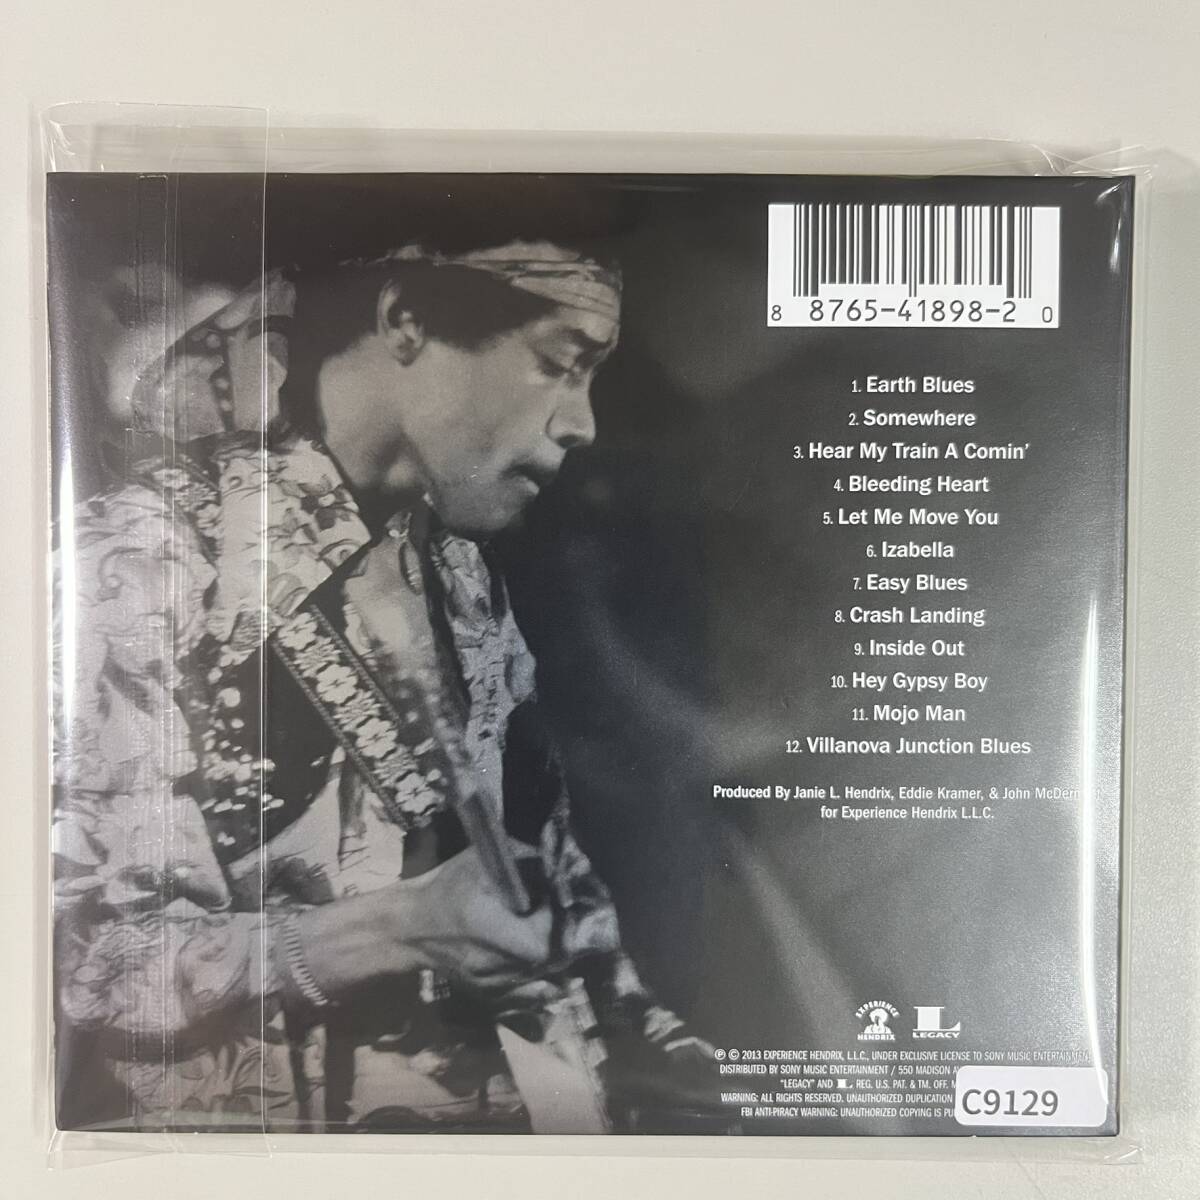 8 8765-41898-2 0
1. Earth Blues
2. Somewhere
3. Hear My Train A Comin'
4. Bleeding Heart
5. Let Me Move You
6. Izabella
7. Easy Blues
8. Crash Landing
9. Inside Out
10. Hey Gypsy Boy
11. Mojo Man
12. Villanova Junction Blues
Produced By Janie L. Hendrix, Eddie Kramer, & John
for Experience Hendrix L.L.C.
EXPERIENCE
HENDRIX
L
LEGACY
℗ © 2013 EXPERIENCE HENDRIX, L.L.C., UNDER EXCLUSIVE LICENSE TO SONY MUSIC ENTERTAINMENT
DISTRIBUTED BY SONY MUSIC ENTERTAINMENT / 550 MADISON
"LEGACY" AND L REG. U.S. PAT. & TM. OFF.
WARNING: ALL RIGHTS RESERVED. UNAUTHORIZED DUPLICATION
FBI ANTI-PIRACY WARNING: UNAUTHORIZED COPYING IS
C9129